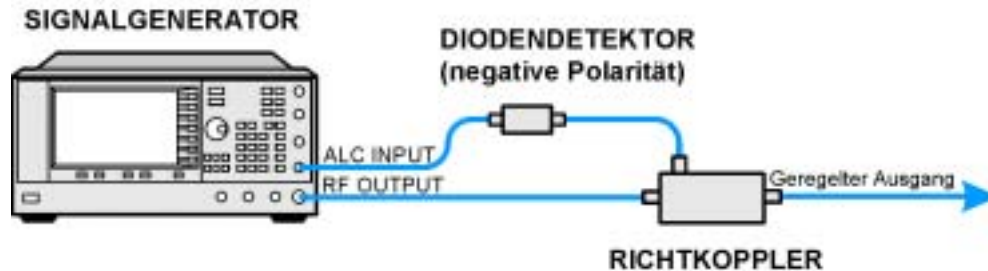 SIGNALGENERATOR
DIODENDETEKTOR
(negative Polarität)
ALC INPUT
RF OUTPUT
Geregelter Ausgang
RICHTKOPPLER